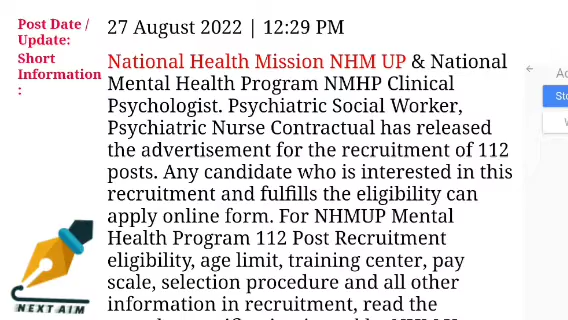 Post Date /
Update:
27 August 2022 | 12:29 PM
Short
Information
:
National Health Mission NHM UP & National
Mental Health Program NMHP Clinical
Psychologist. Psychiatric Social Worker,
Psychiatric Nurse Contractual has released
the advertisement for the recruitment of 112
posts. Any candidate who is interested in this
recruitment and fulfills the eligibility can
apply online form. For NHMUP Mental
Health Program 112 Post Recruitment
eligibility, age limit, training center, pay
scale, selection procedure and all other
information in recruitment, read the
NEXT AIM